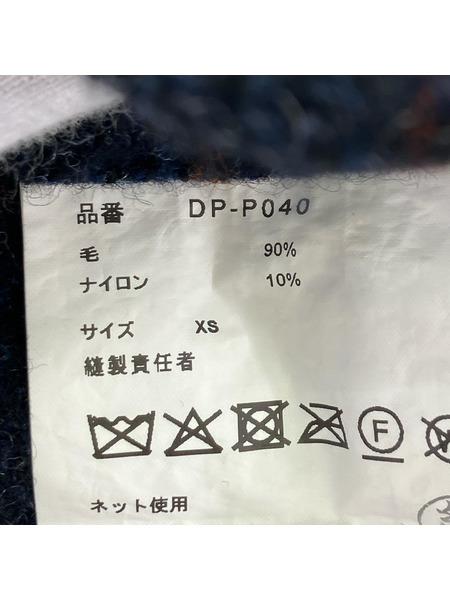 品番 DP-P040
毛 90%
ナイロン 10%
サイズ XS
縫製責任者
F
ネット使用